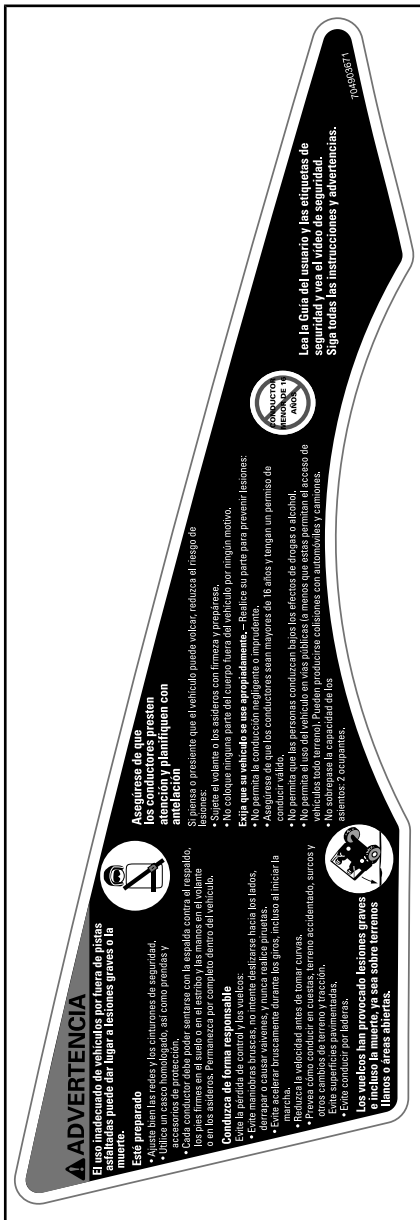 ADVERTENCIA
El uso inadecuado de vehículos por fuera de pistas
asfaltadas puede dar lugar a lesiones graves o la
muerte.
Esté preparado
• Ajuste bien las redes y los cinturones de seguridad,
• Utilice un casco homologado, así como prendas y
accesorios de protección.
• Cada conductor debe poder sentarse con la espalda contra el respaldo,
los pies firmes en el suelo o en el estribo y las manos en el volante
o en los asideros. Permanezca por completo dentro del vehículo.
Conduzca de forma responsable
Evite la pérdida de control y los vuelcos:
• Evite maniobras bruscas, no intente deslizarse hacia los lados,
derrapar o causar vaivenes, y nunca realice piruetas.
• Evite acelerar bruscamente durante los giros, incluso al iniciar la
marcha.
• Reduzca la velocidad antes de tomar curvas.
• Prevea cómo conducir en cuestas, terreno accidentado, surcos y
otros cambios de terreno y tracción.
Evite superficies pavimentadas,
• Evite conducir por laderas.
Los vuelcos han provocado lesiones graves
e incluso la muerte, ya sea sobre terrenos
llanos o áreas abiertas.
Asegúrese de que
los conductores presten
atención y planifiquen con
antelación
Si piensa o presiente que el vehículo puede volcar, reduzca el riesgo de
lesiones:
• Sujete el volante o los asideros con firmeza y prepárese.
• No coloque ninguna parte del cuerpo fuera del vehículo por ningún motivo.
Exija que su vehículo se use apropiadamente, – Realice su parte para prevenir lesiones:
• No permita la conducción negligente o imprudente.
• Asegúrese de que los conductores sean mayores de 16 años y tengan un permiso de
conducir válido.
• No permita que las personas conduzcan bajos los efectos de drogas o alcohol,
• No permita el uso del vehículo en vías públicas (a menos que estas permitan el acceso de
vehículos todo terreno). Pueden producirse colisiones con automóviles y camiones.
• No sobrepase la capacidad de los
asientos: 2 ocupantes.
CONDUCTOR
MENOR DE 16
AÑOS
Lea la Guía del usuario y las etiquetas de
seguridad y vea el vídeo de seguridad.
Siga todas las instrucciones y advertencias.
704903671